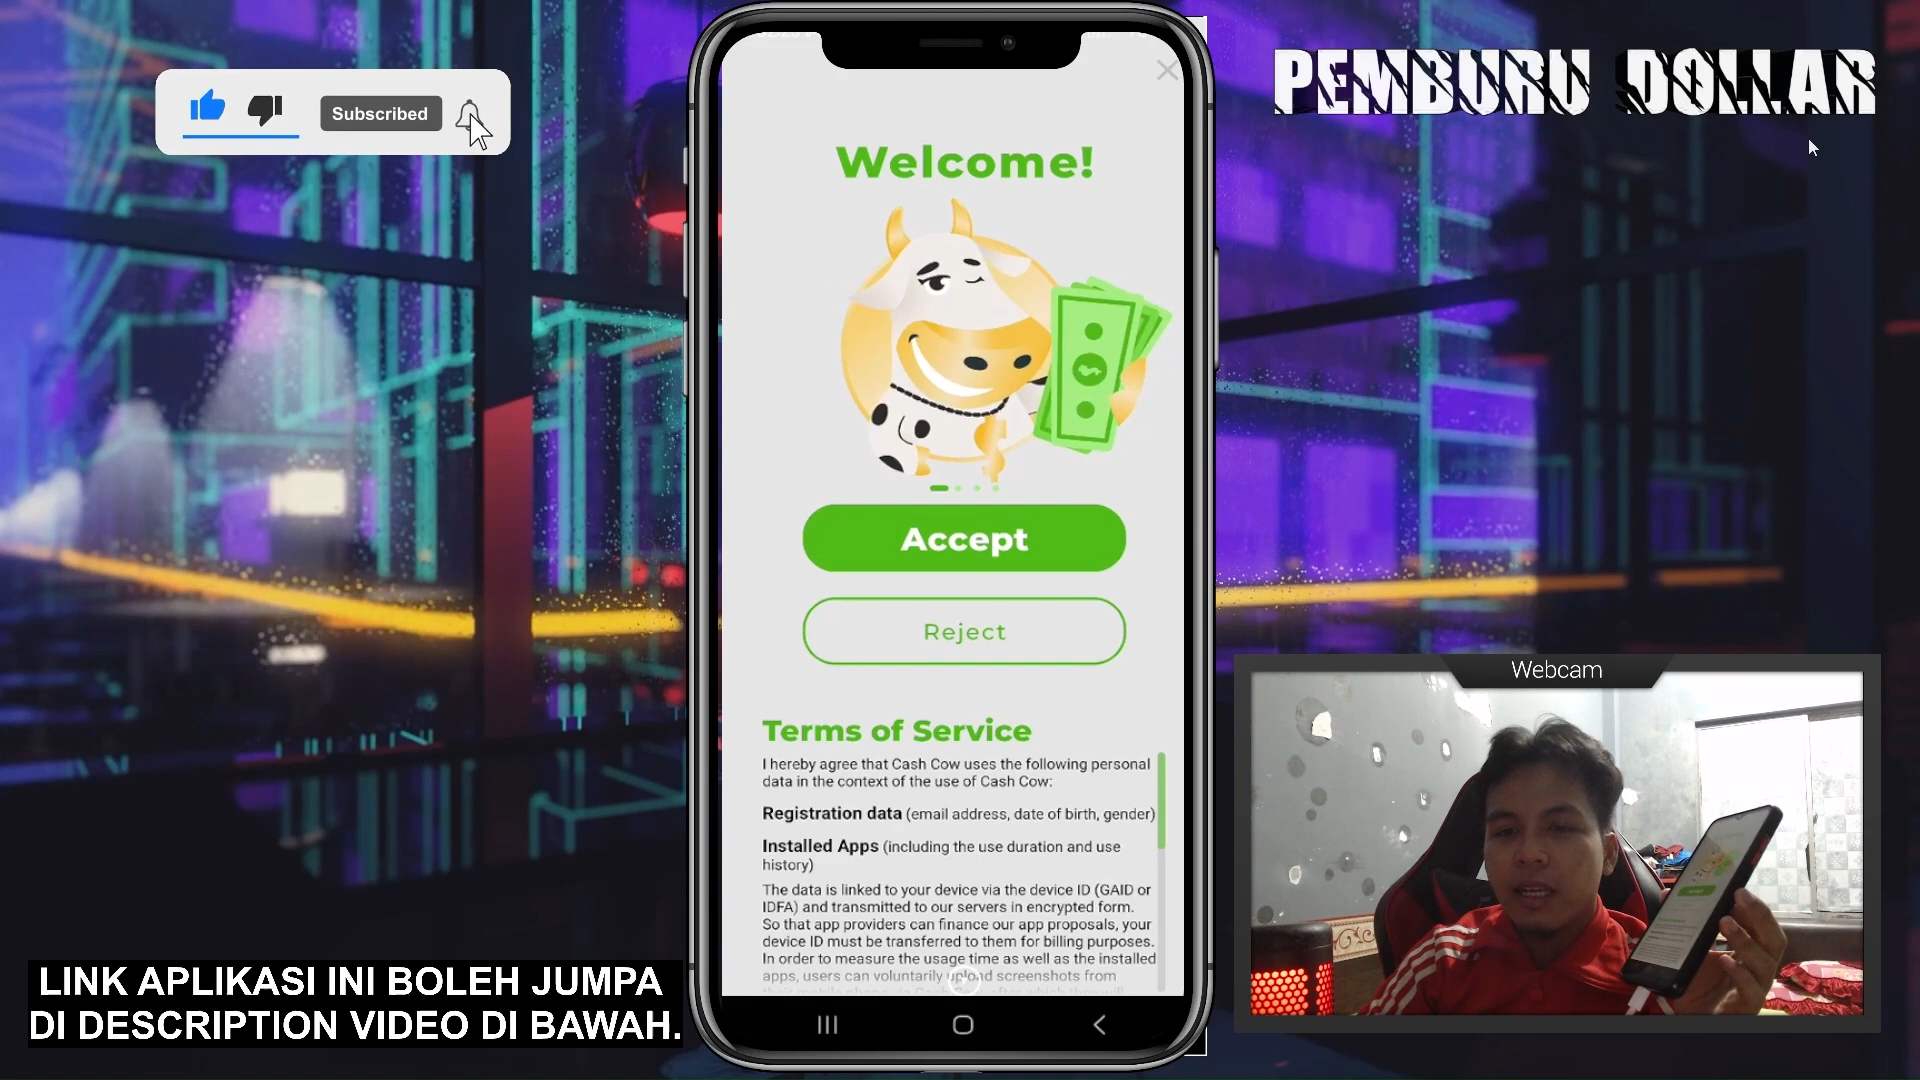 Subscribed
PEMBURU DOLLAR
Welcome!
Accept
Reject
Terms of Service
I hereby agree that Cash Cow uses the following personal
data in the context of the use of Cash Cow:
Registration data (email address, date of birth, gender)
Installed Apps (including the use duration and use
history)
The data is linked to your device via the device ID (GAID or
IDFA) and transmitted to our servers in encrypted form.
So that app providers can finance our app proposals, your
device ID must be transferred to them for billing purposes.
In order to measure the usage time as well as the installed
apps, users can voluntarily upload screenshots from
Webcam
LINK APLIKASI INI BOLEH JUMPA
DI DESCRIPTION VIDEO DI BAWAH.